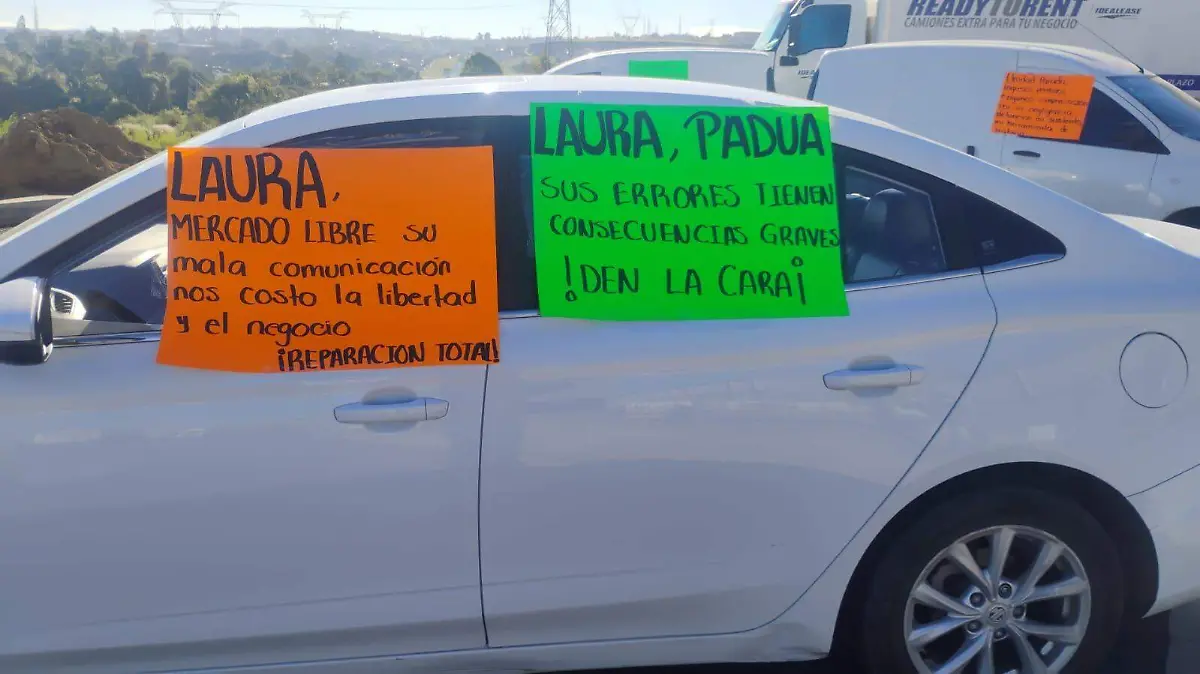 LAURA,
MERCADO LIBRE SU
mala comunicación
nos costo la libertad
y el negocio
¡REPARACION TOTAL!
LAURA, PADUA
SUS ERRORES TIENEN
CONSECUENCIAS GRAVES
!DEN LA CARA¡
READYTORENT
CAMIONES EXTRA PARA TU NEGOCIO
IDEALEASE